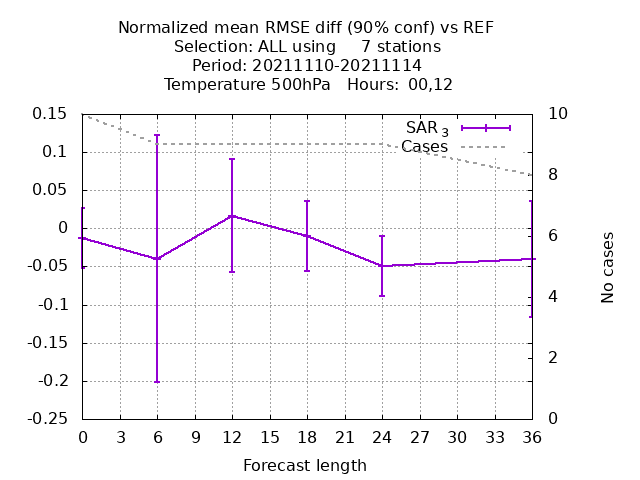 Normalized mean RMSE diff (90% conf) vs REF
Selection: ALL using 7 stations
Period: 20211110-20211114
Temperature 500hPa Hours: 00,12
0.15
0.1
0.05
0
-0.05
-0.1
-0.15
-0.2
-0.25
SAR 3
Cases
10
8
6
4
2
0
No cases
0 3 6 9 12 15 18 21 24 27 30 33 36
Forecast length